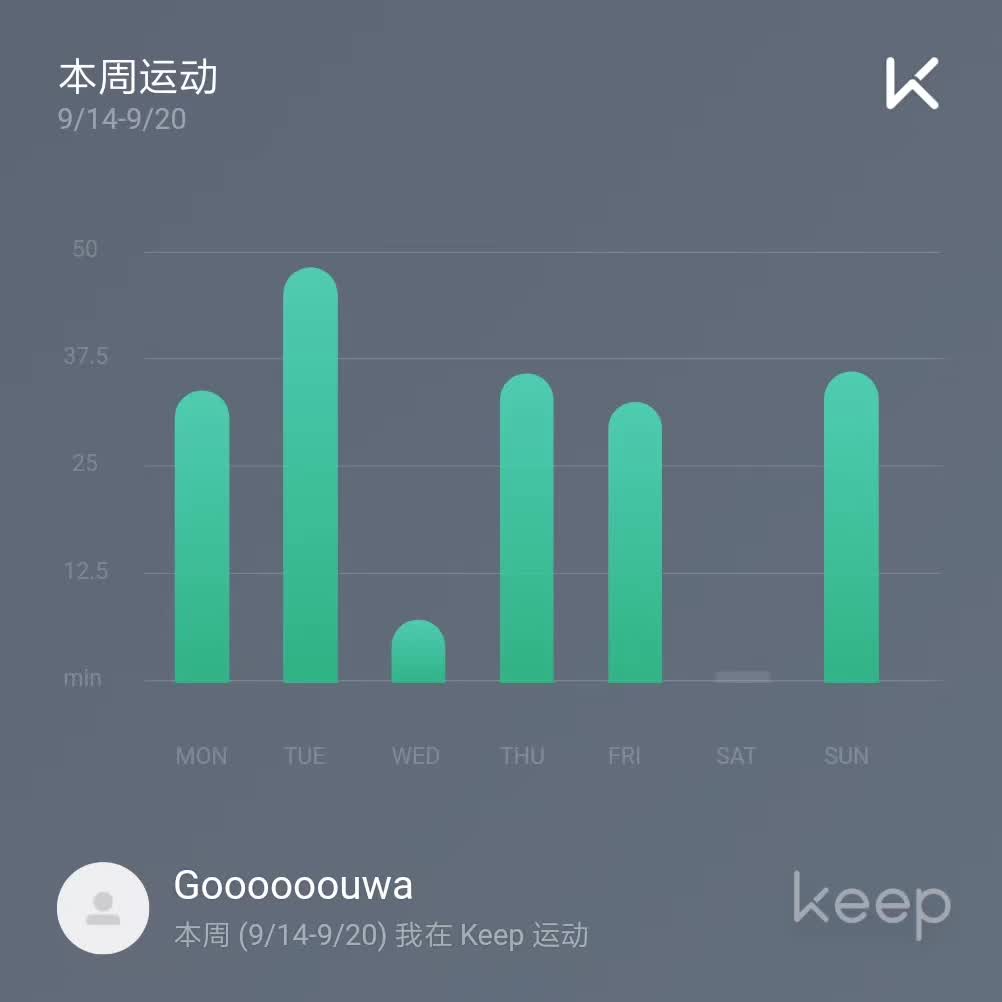 本周运动
9/14-9/20
50
37.5
25
12.5
min
MON TUE WED THU FRI SAT SUN
Goooooouwa
本周 (9/14-9/20) 我在 Keep 运动
keep